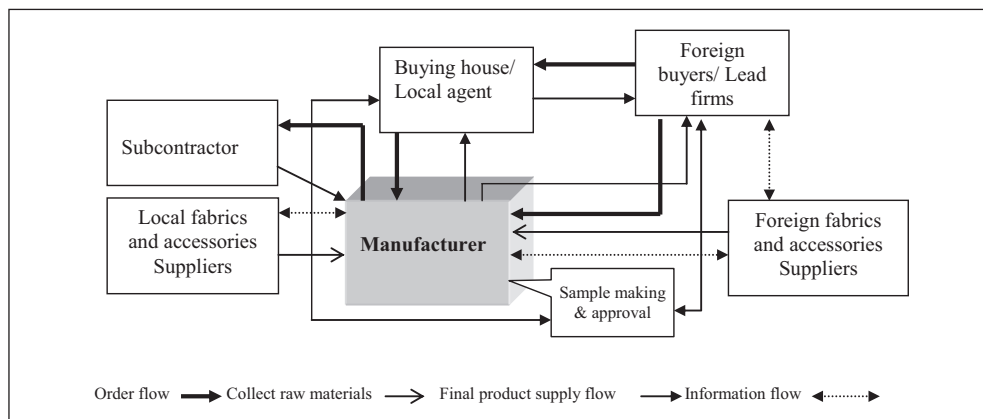 Buying house/
Local agent
Foreign
buyers/ Lead
firms
Subcontractor
Local fabrics
and accessories
Suppliers
Manufacturer
Foreign fabrics
and accessories
Suppliers
Sample making
& approval
Order flow Collect raw materials Final product supply flow Information flow